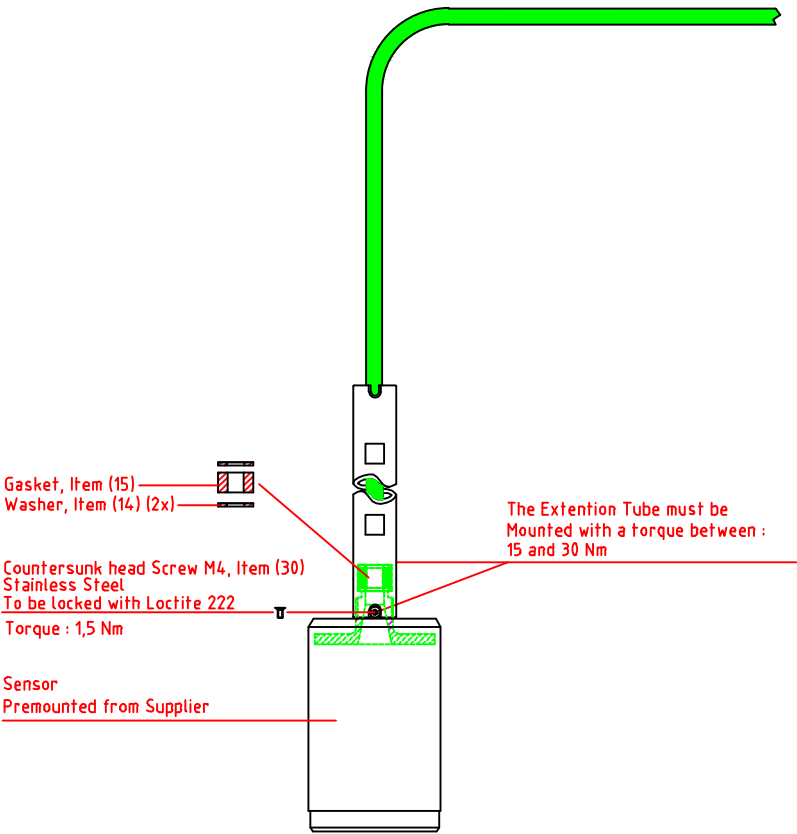 Gasket, Item (15)
Washer, Item (14) (2x)
The Extention Tube must be
Mounted with a torque between :
15 and 30 Nm
Countersunk head Screw M4, Item (30)
Stainless Steel
To be locked with Loctite 222
Torque : 1,5 Nm
Sensor
Premounted from Supplier